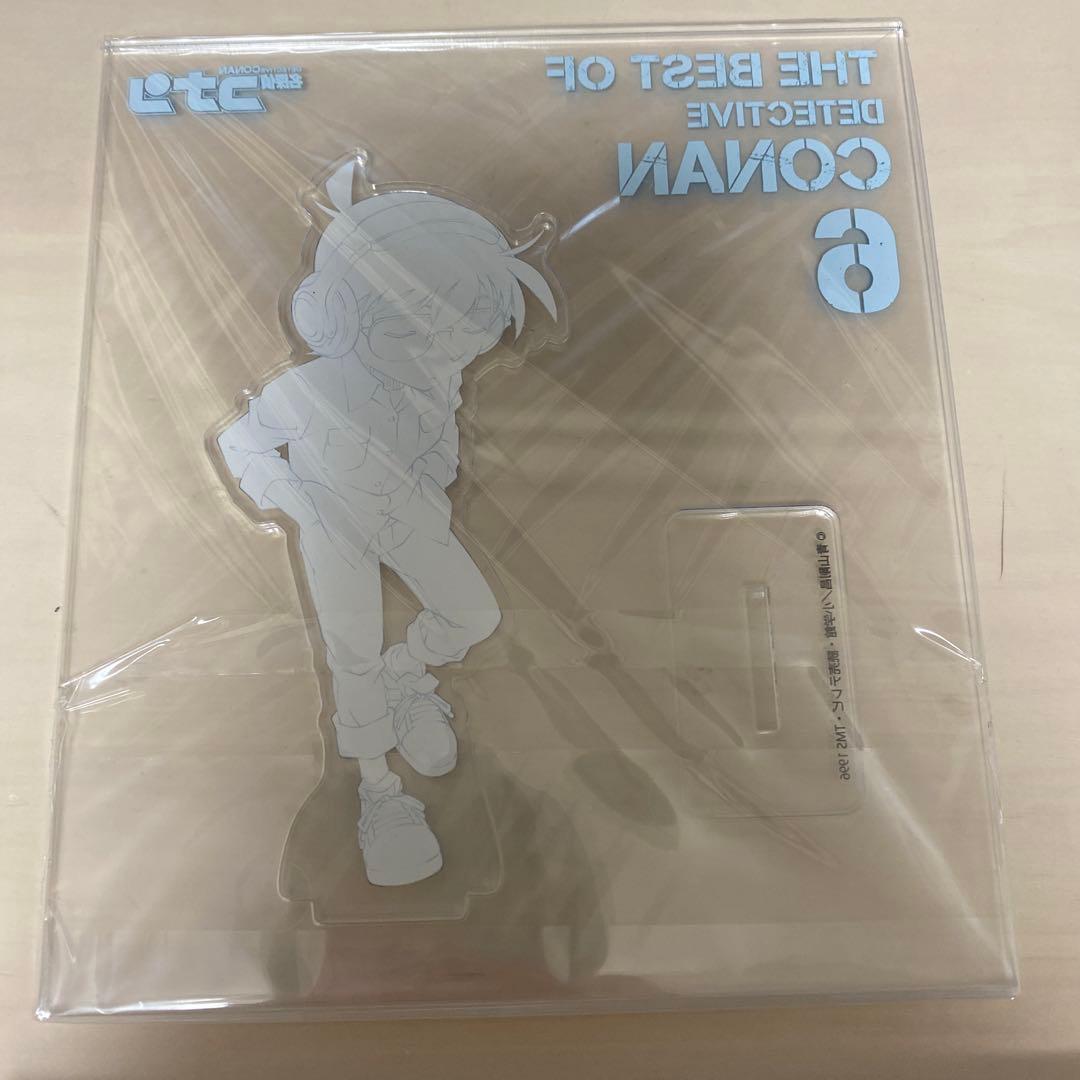 THE BEST OF
DETECTIVE
CONAN
6
DETECTIVE CONAN
名探偵
コナン
© 青山剛昌／小学館・読売テレビ・TMS 1996